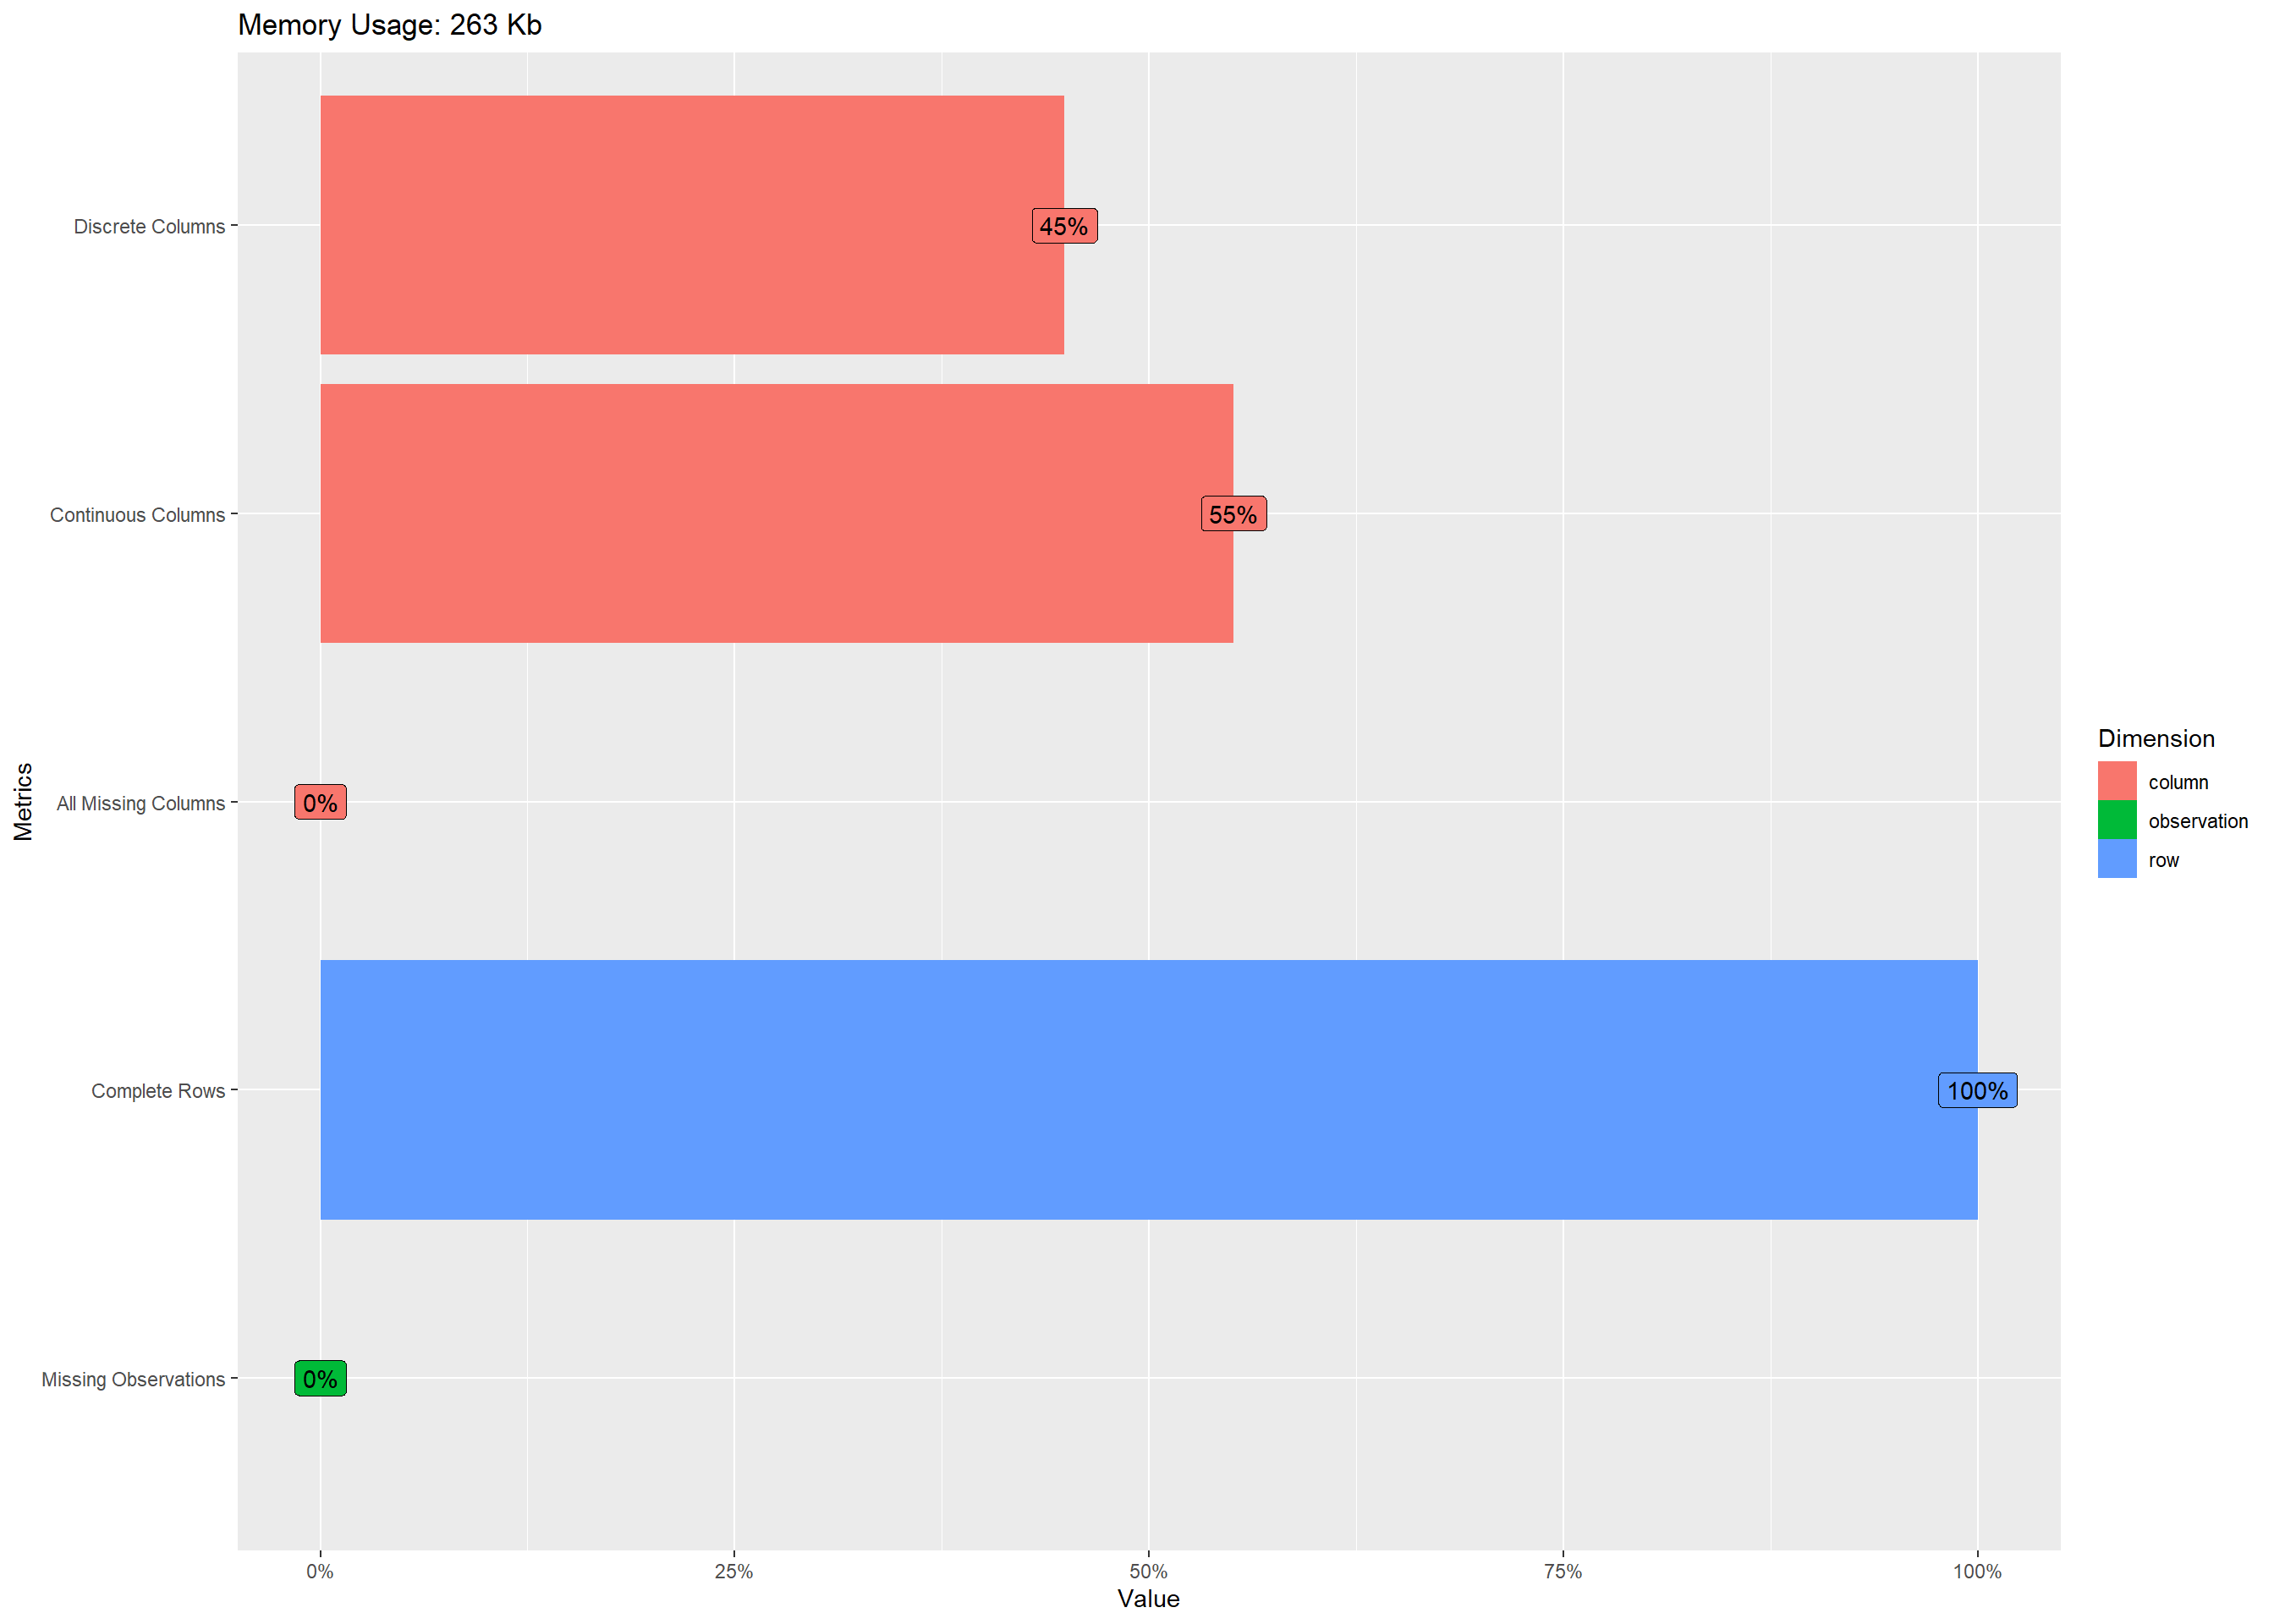 Memory Usage: 263 Kb
Discrete Columns
45%
Continuous Columns
55%
All Missing Columns
0%
Complete Rows
100%
Missing Observations
0%
Metrics
0%
25%
50%
75%
100%
Value
Dimension
column
observation
row